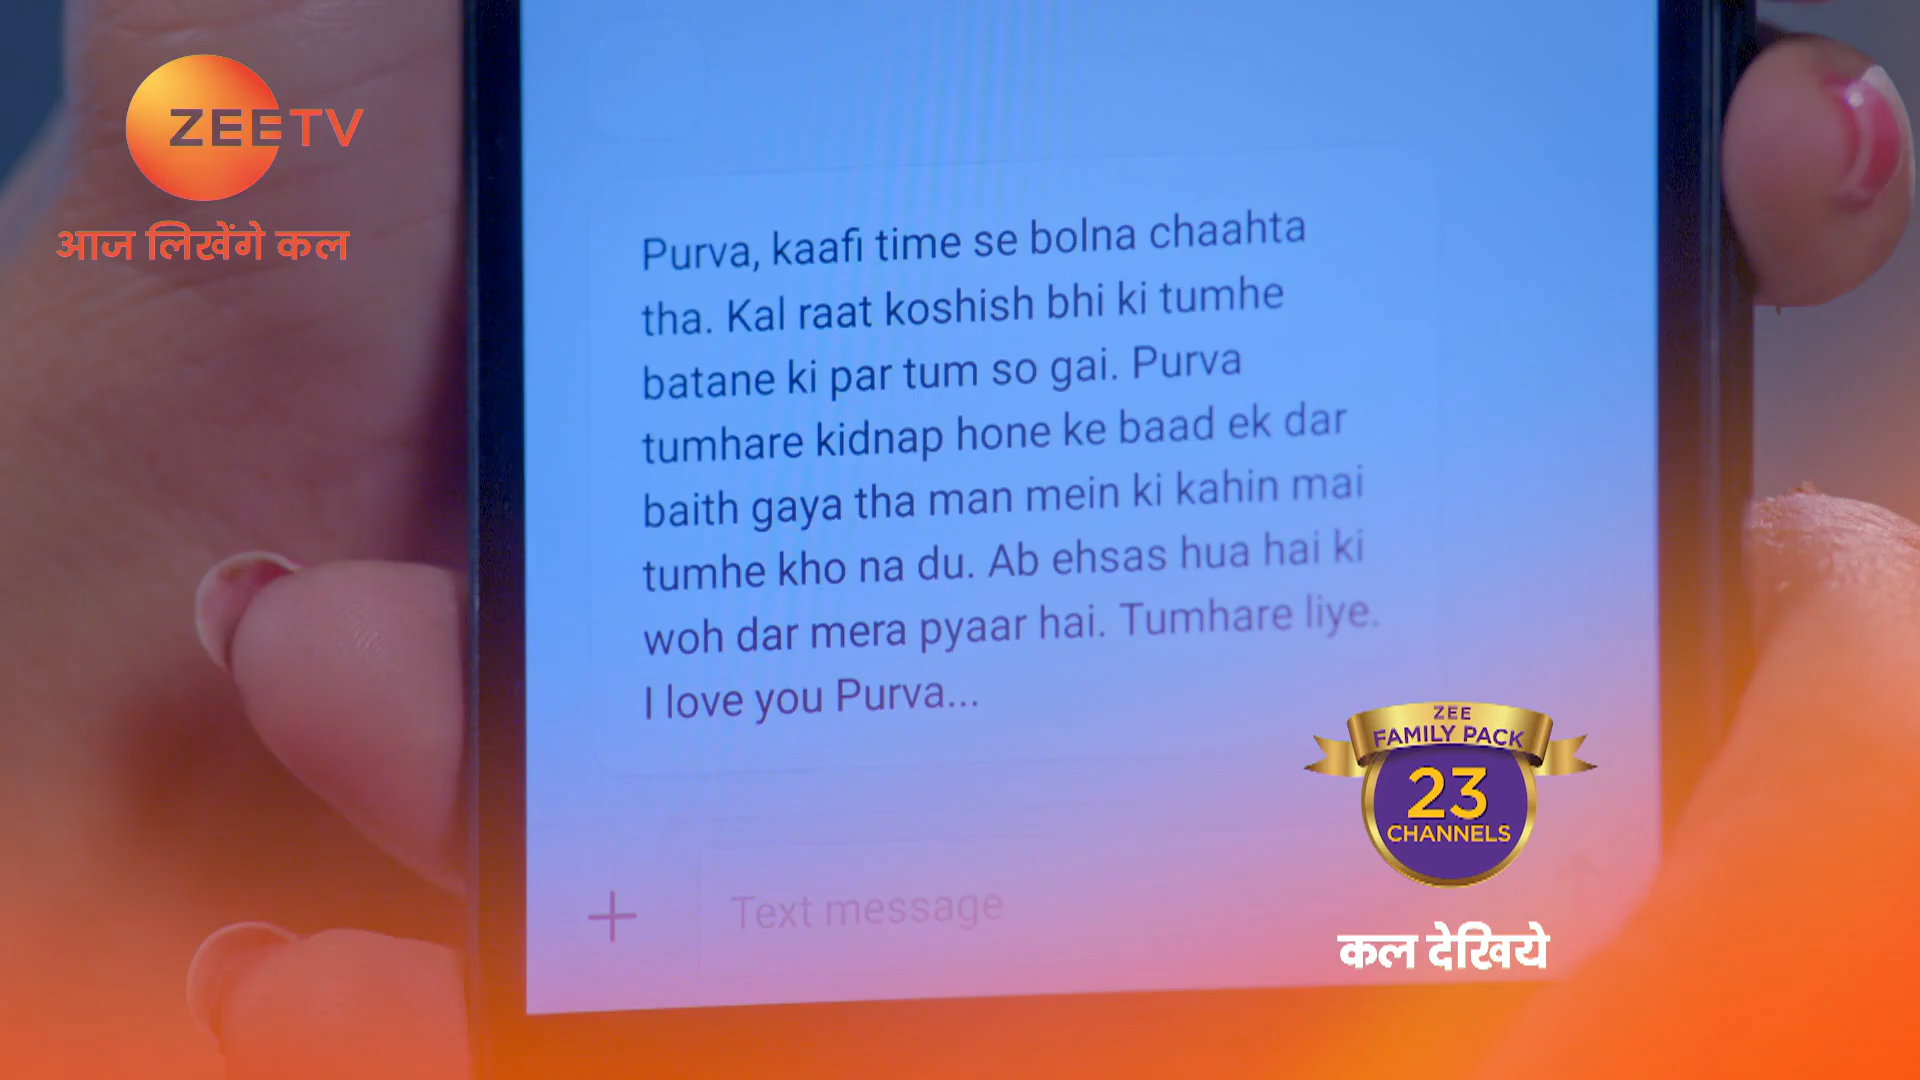 ZEETV
आज लिखेंगे कल
Purva, kaafi time se bolna chaahta
tha. Kal raat koshish bhi ki tumhe
batane ki par tum so gai. Purva
tumhare kidnap hone ke baad ek dar
baith gaya tha man mein ki kahin mai
tumhe kho na du. Ab ehsas hua hai ki
woh dar mera pyaar hai. Tumhare liye.
I love you Purva...
ZEE
FAMILY PACK
23
CHANNELS
+ Text message
कल देखिये